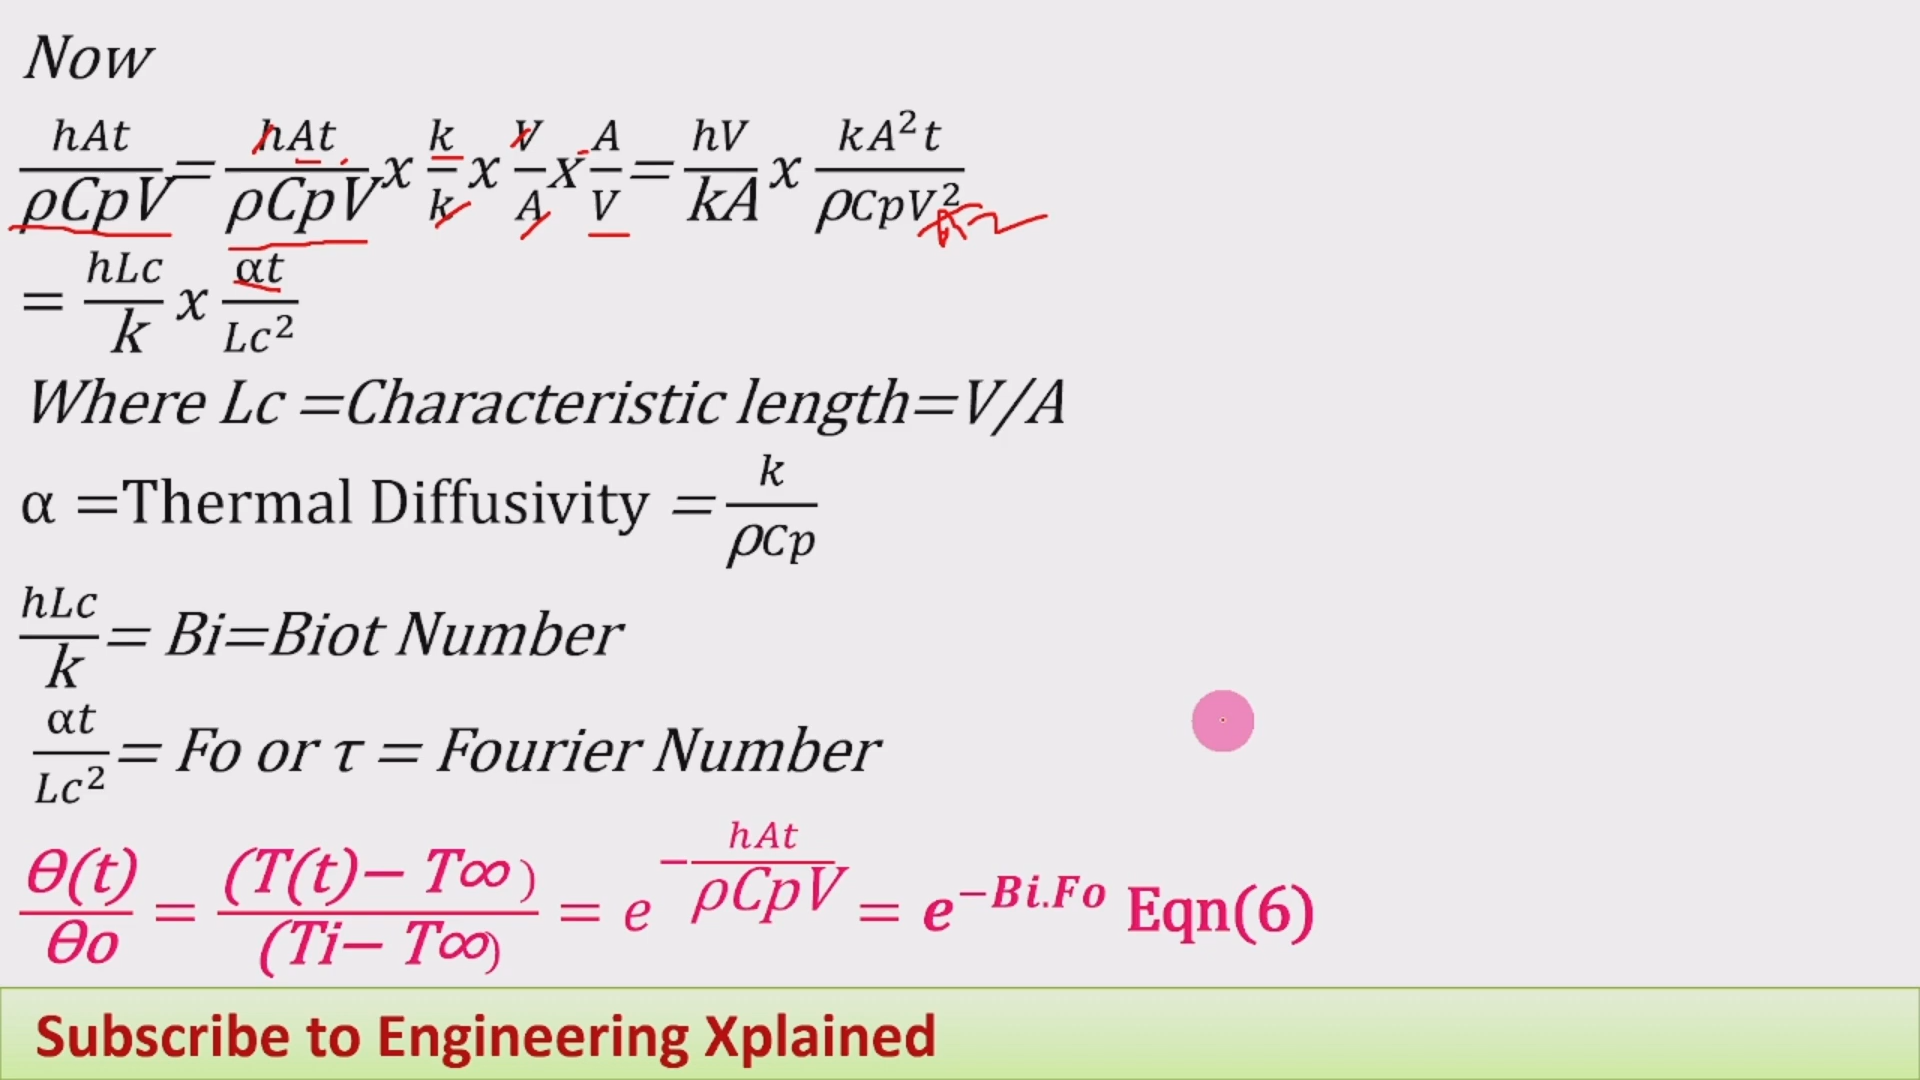 Now
hAt/ρCpV = hAt/ρCpV x k/k x V/A x A/V = hV/kA x kA²t/ρCpV²
= hLc/k x αt/Lc²
Where Lc =Characteristic length=V/A
α =Thermal Diffusivity = k/ρCp
hLc/k = Bi=Biot Number
αt/Lc² = Fo or τ = Fourier Number
θ(t)/θo = (T(t)− T∞)/(Ti− T∞) = e^−hAt/ρCpV = e^−Bi.Fo Eqn(6)
Subscribe to Engineering Xplained